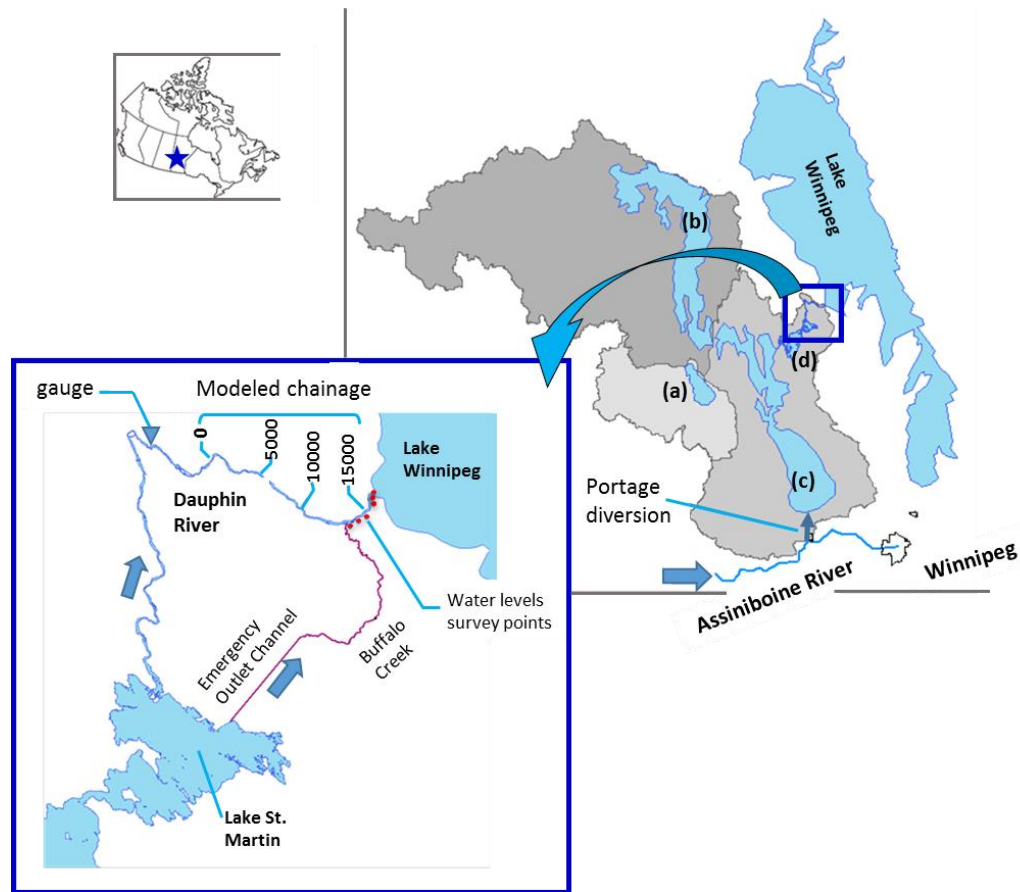 Lake
Winnipeg
(b)
(d)
(a)
(c)
Portage
diversion
Assiniboine River
Winnipeg
gauge
Modeled chainage
0
5000
10000
15000
Lake
Winnipeg
Dauphin
River
Water levels
survey points
Emergency
Outlet Channel
Buffalo
Creek
Lake St.
Martin